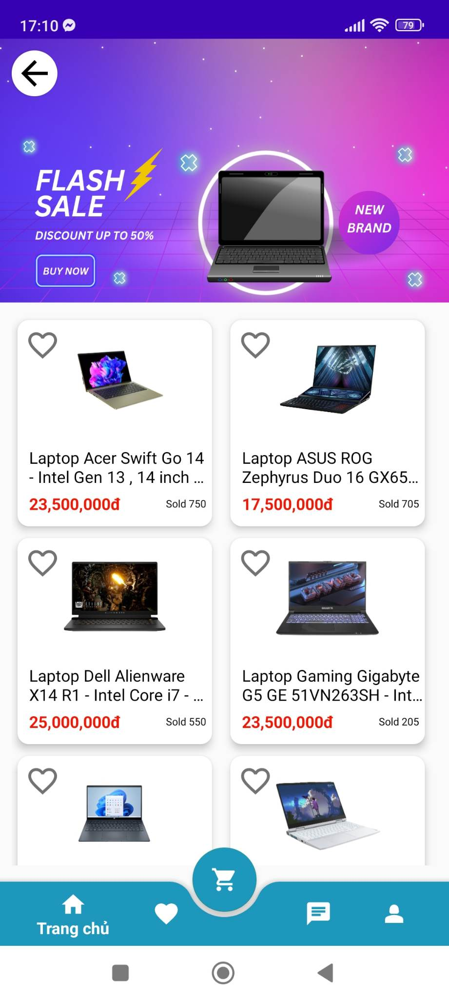 17:10
79
FLASH
SALE
DISCOUNT UP TO 50%
BUY NOW
NEW
BRAND
Laptop Acer Swift Go 14
- Intel Gen 13 , 14 inch ...
23,500,000đ
Sold 750
Laptop ASUS ROG
Zephyrus Duo 16 GX65...
17,500,000đ
Sold 705
ALIENWARE
Laptop Dell Alienware
X14 R1 - Intel Core i7 - ...
25,000,000đ
Sold 550
GIGABYTE
Laptop Gaming Gigabyte
G5 GE 51VN263SH - Int...
23,500,000đ
Sold 205
Trang chủ